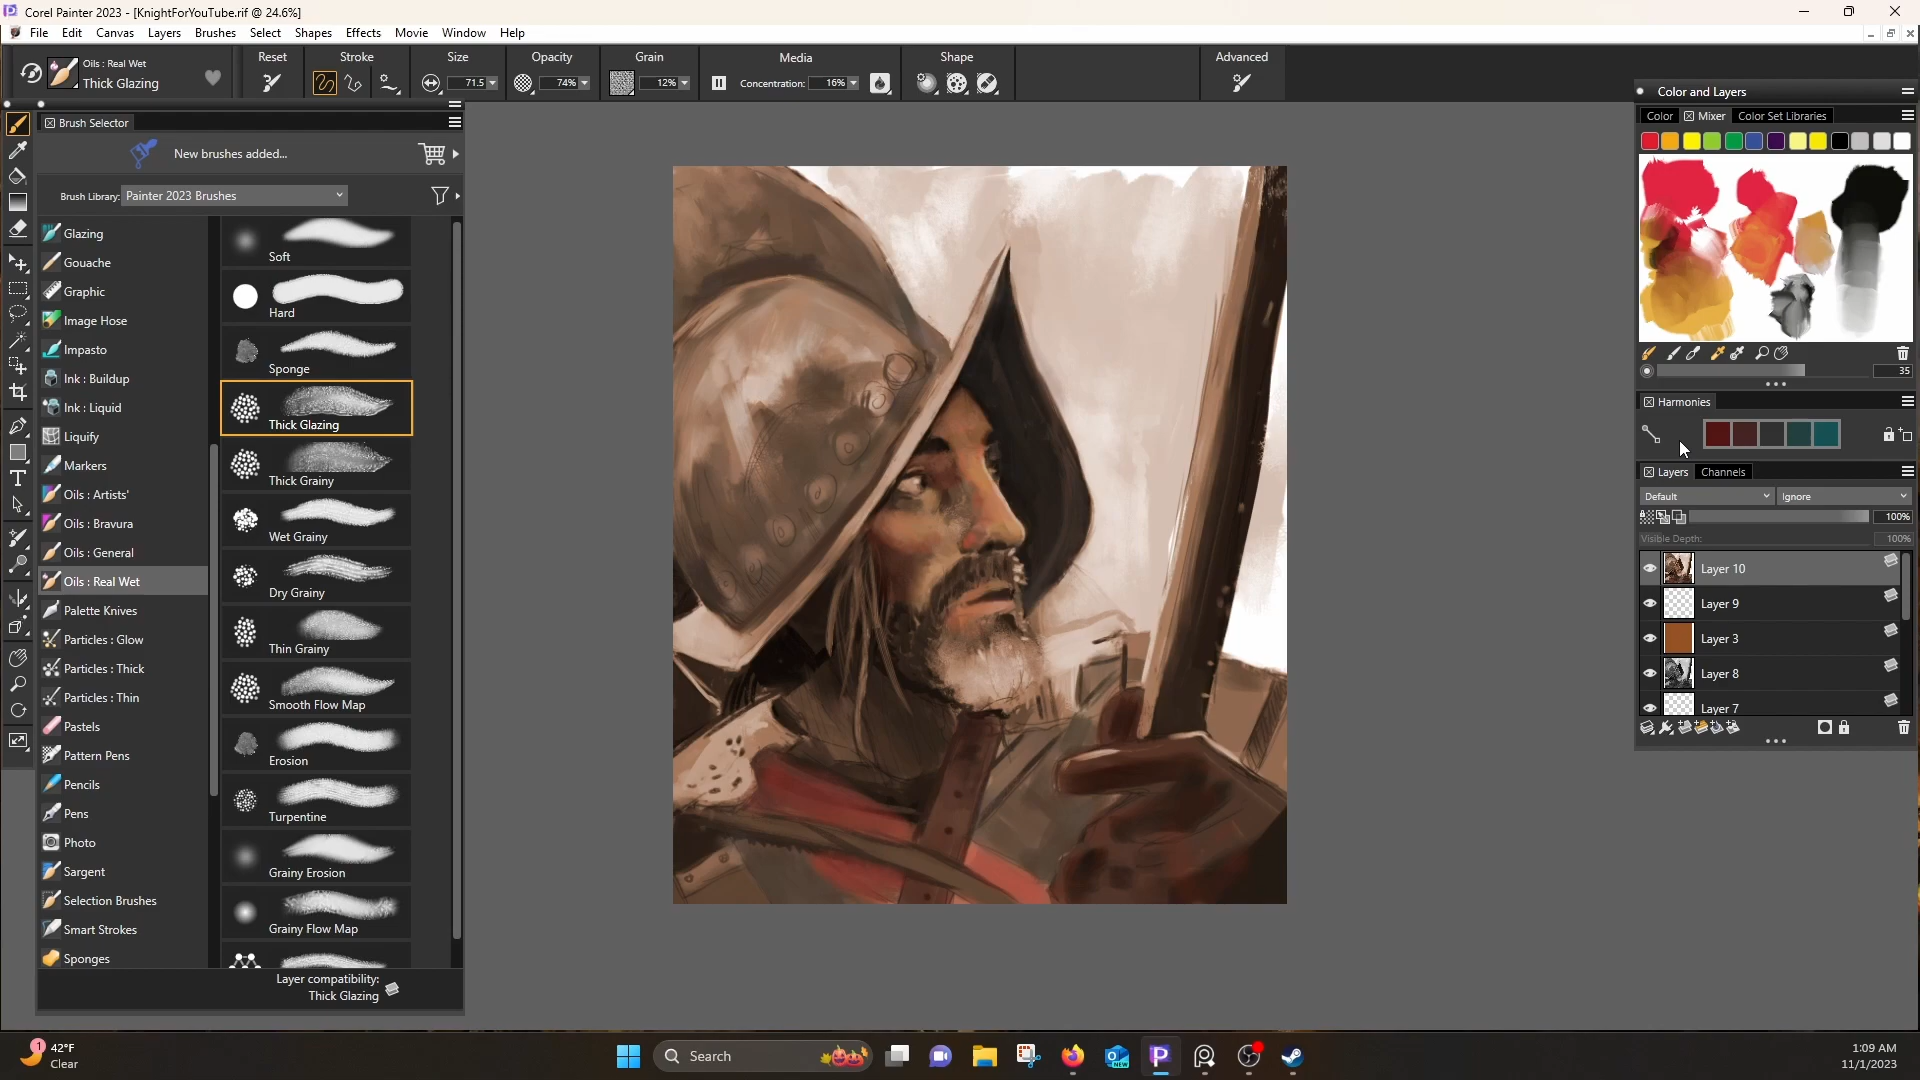 Corel Painter 2023 - [KnightForYouTube.rif @ 24.6%]
File Edit Canvas Layers Brushes Select Shapes Effects Movie Window Help
Oils : Real Wet
Thick Glazing
Reset
Stroke
Size
71.5
Opacity
74%
Grain
12%
Media
Concentration: 16%
Shape
Advanced
Brush Selector
New brushes added...
Brush Library: Painter 2023 Brushes
Glazing
Gouache
Graphic
Image Hose
Impasto
Ink : Buildup
Ink : Liquid
Liquify
Markers
Oils : Artists'
Oils : Bravura
Oils : General
Oils : Real Wet
Palette Knives
Particles : Glow
Particles : Thick
Particles : Thin
Pastels
Pattern Pens
Pencils
Pens
Photo
Sargent
Selection Brushes
Smart Strokes
Sponges
Soft
Hard
Sponge
Thick Glazing
Thick Grainy
Wet Grainy
Dry Grainy
Thin Grainy
Smooth Flow Map
Erosion
Turpentine
Grainy Erosion
Grainy Flow Map
Layer compatibility:
Thick Glazing
Color and Layers
Color Mixer Color Set Libraries
35
Harmonies
Layers Channels
Default Ignore
100%
Visible Depth: 100%
Layer 10
Layer 9
Layer 3
Layer 8
Layer 7
1
42°F
Clear
Search
NEW
1:09 AM
11/1/2023